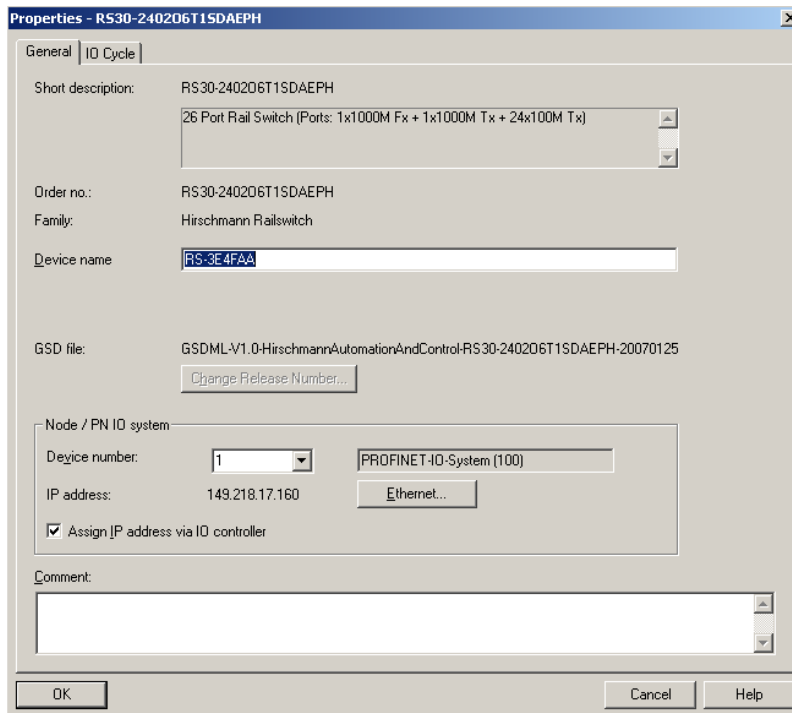 Properties - RS30-2402O6T1SDAEPH
General IO Cycle
Short description: RS30-2402O6T1SDAEPH
26 Port Rail Switch (Ports: 1x1000M Fx + 1x1000M Tx + 24x100M Tx)
Order no.: RS30-2402O6T1SDAEPH
Family: Hirschmann Railswitch
Device name RS-3E4FAA
GSD file: GSDML-V1.0-HirschmannAutomationAndControl-RS30-2402O6T1SDAEPH-20070125
Change Release Number...
Node / PN IO system
Device number: 1 PROFINET-IO-System (100)
IP address: 149.218.17.160 Ethernet...
Assign IP address via IO controller
Comment:
OK Cancel Help